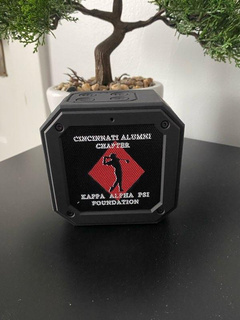 CINCINNATI ALUMNI
CHAPTER
KAPPA ALPHA PSI
FOUNDATION